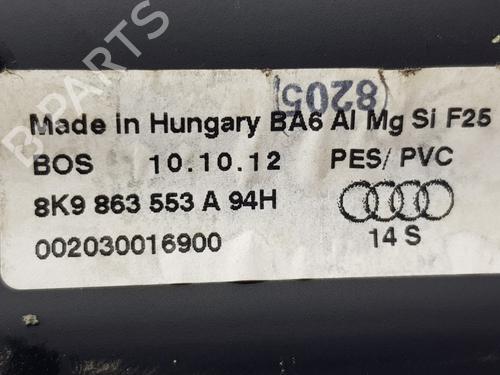 8205
Made in Hungary BA6 Al Mg Si F25
BOS 10.10.12 PES/ PVC
8K9 863 553 A 94H
002030016900 14 S
B-PARTS